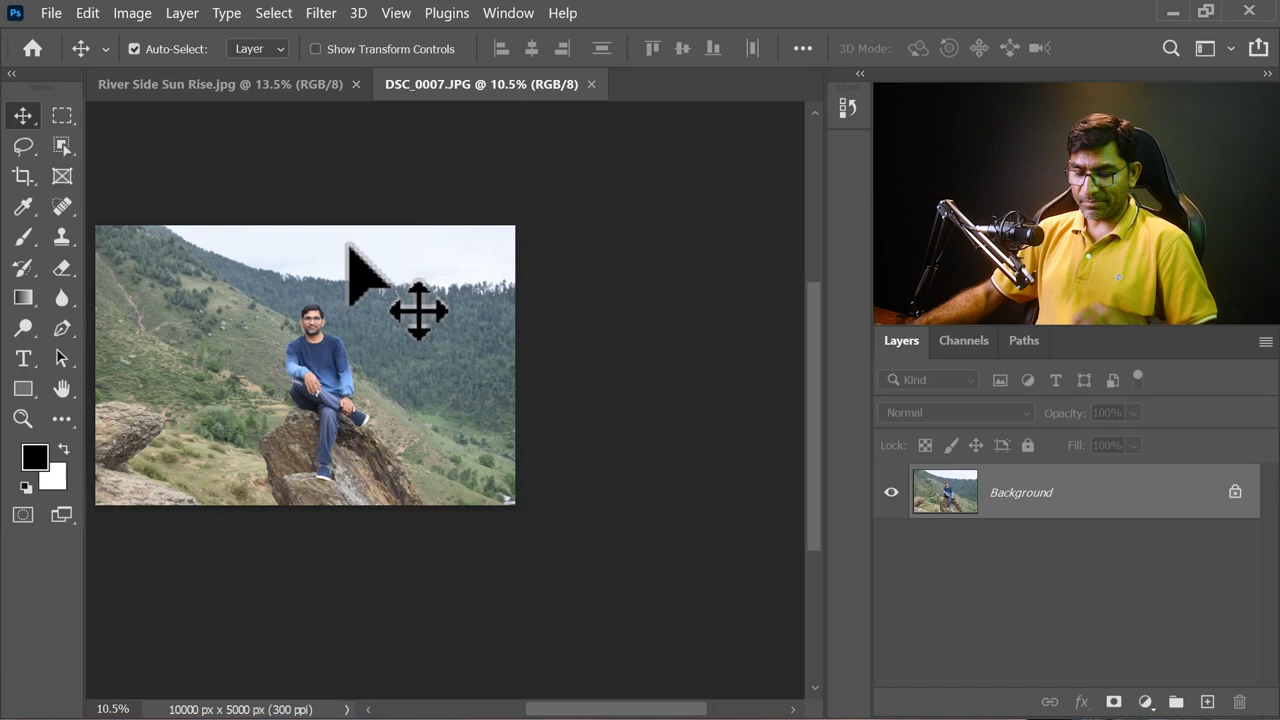 Ps File Edit Image Layer Type Select Filter 3D View Plugins Window Help
Auto-Select: Layer Show Transform Controls 3D Mode:
River Side Sun Rise.jpg @ 13.5% (RGB/8) DSC_0007.JPG @ 10.5% (RGB/8)
Layers Channels Paths
Kind
Normal Opacity: 100%
Lock: Fill: 100%
Background
10.5% 10000 px x 5000 px (300 ppi)
fx